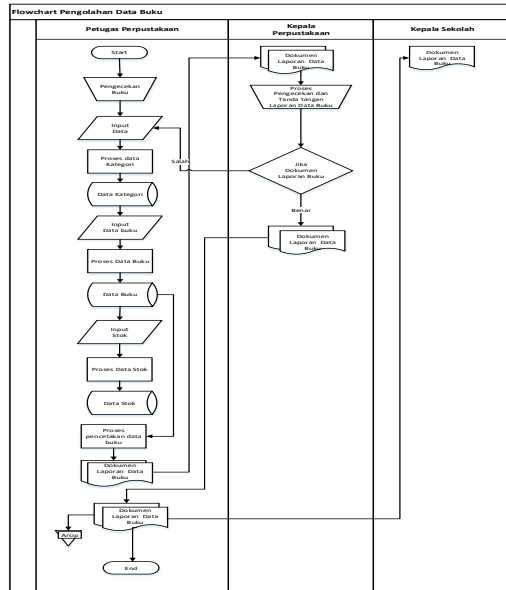 Flowchart Pengolahan Data Buku
Petugas Perpustakaan
Kepala
Perpustakaan
Kepala Sekolah
Start
Pengecekan
Buku
Input
Data
Proses data
Kategori
Data Kategori
Input
Data buku
Proses Data Buku
Data Buku
Input
Stok
Proses Data Stok
Data Stok
Proses
pencetakan data
buku
Dokumen
Laporan Data
Buku
Dokumen
Laporan Data
Buku
Arsip
End
Dokumen
Laporan Data
Buku
Proses
Pengecekan dan
Tanda tangan
Laporan Data Buku
Salah
Jika
Dokumen
Laporan Buku
Benar
Dokumen
Laporan Data
Buku
Dokumen
Laporan Data
Buku